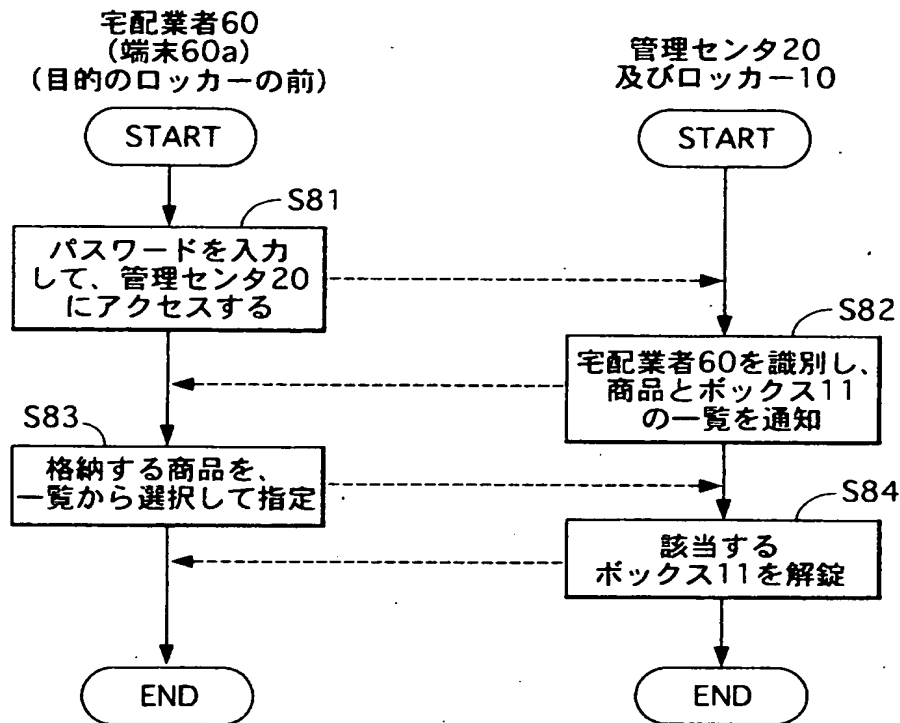 宅配業者60
(端末60a)
(目的のロッカーの前)
管理センタ20
及びロッカー10
START
START
S81
パスワードを入力
して、管理センタ20
にアクセスする
S82
宅配業者60を識別し、
商品とボックス11
の一覧を通知
S83
格納する商品を、
一覧から選択して指定
S84
該当する
ボックス11を解錠
END
END